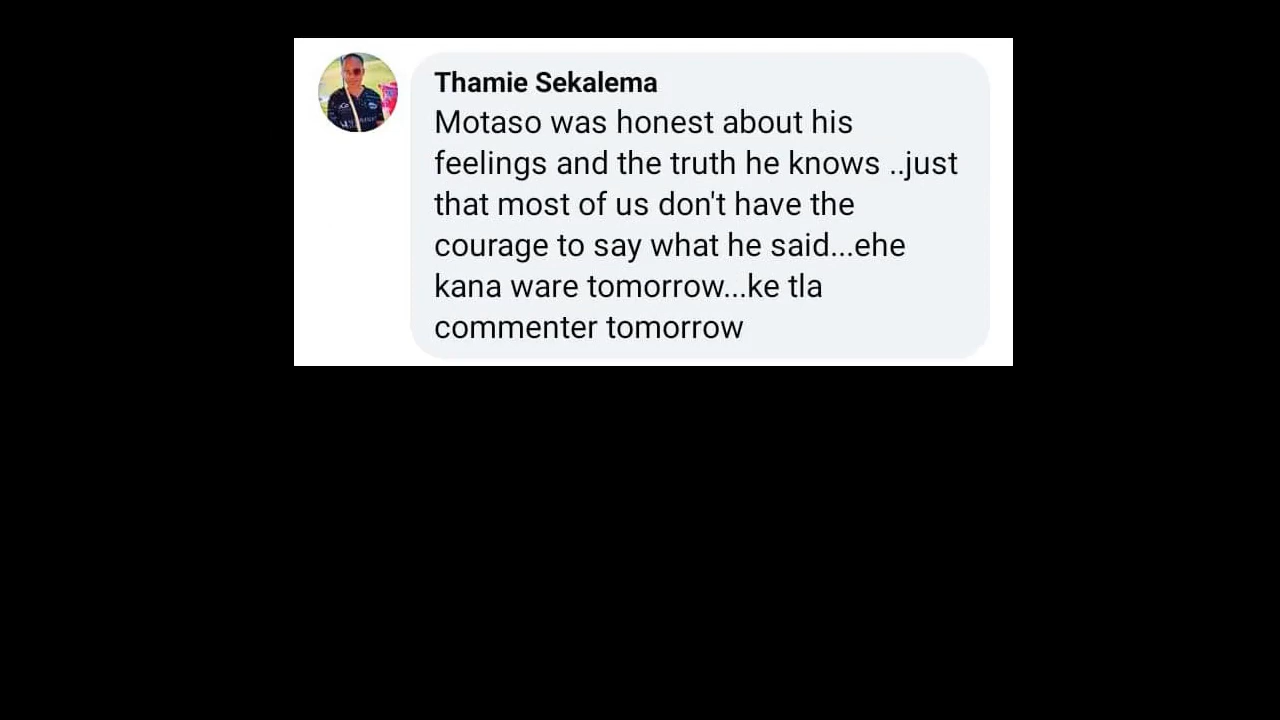 Thamie Sekalema
Motaso was honest about his
feelings and the truth he knows ..just
that most of us don't have the
courage to say what he said...ehe
kana ware tomorrow...ke tla
commenter tomorrow